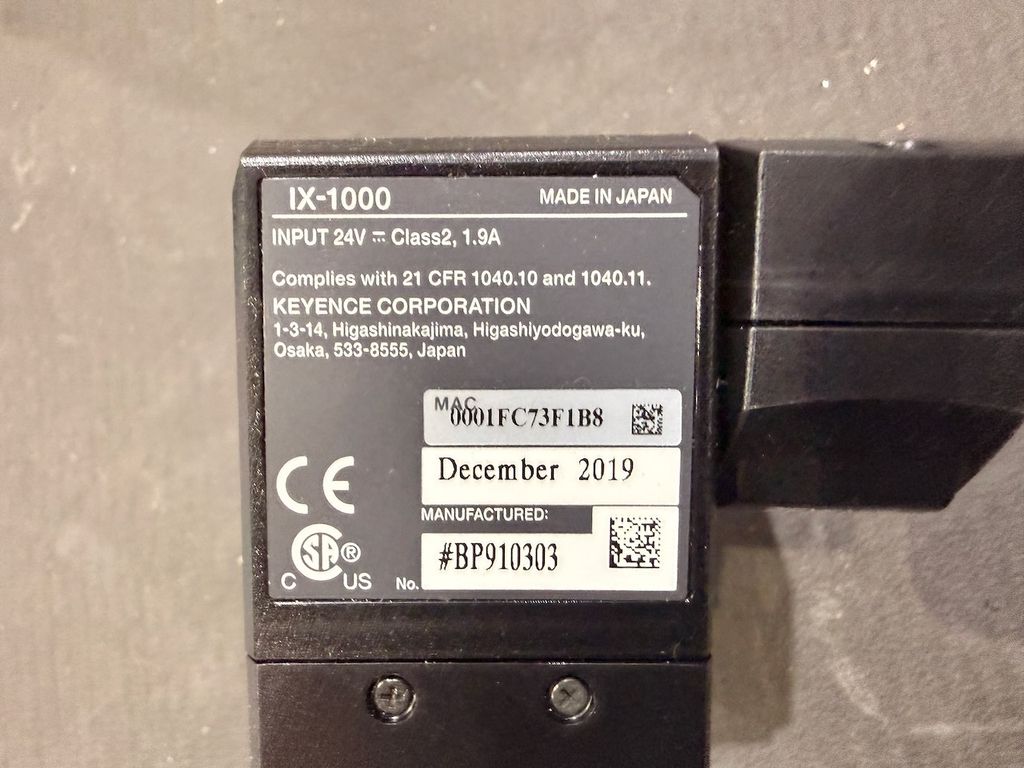 IX-1000 MADE IN JAPAN
INPUT 24V ⎓ Class2, 1.9A
Complies with 21 CFR 1040.10 and 1040.11.
KEYENCE CORPORATION
1-3-14, Higashinakajima, Higashiyodogawa-ku,
Osaka, 533-8555, Japan
MAC
0001FC73F1B8
December 2019
MANUFACTURED:
CE
SA ®
C US
No. #BP910303